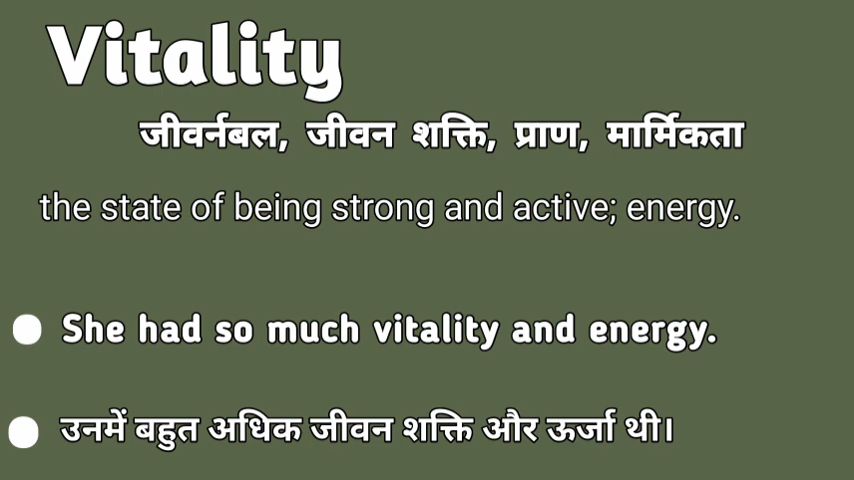 Vitality
जीवर्नबल, जीवन शक्ति, प्राण, मार्मिकता
the state of being strong and active; energy.
She had so much vitality and energy.
उनमें बहुत अधिक जीवन शक्ति और ऊर्जा थी।